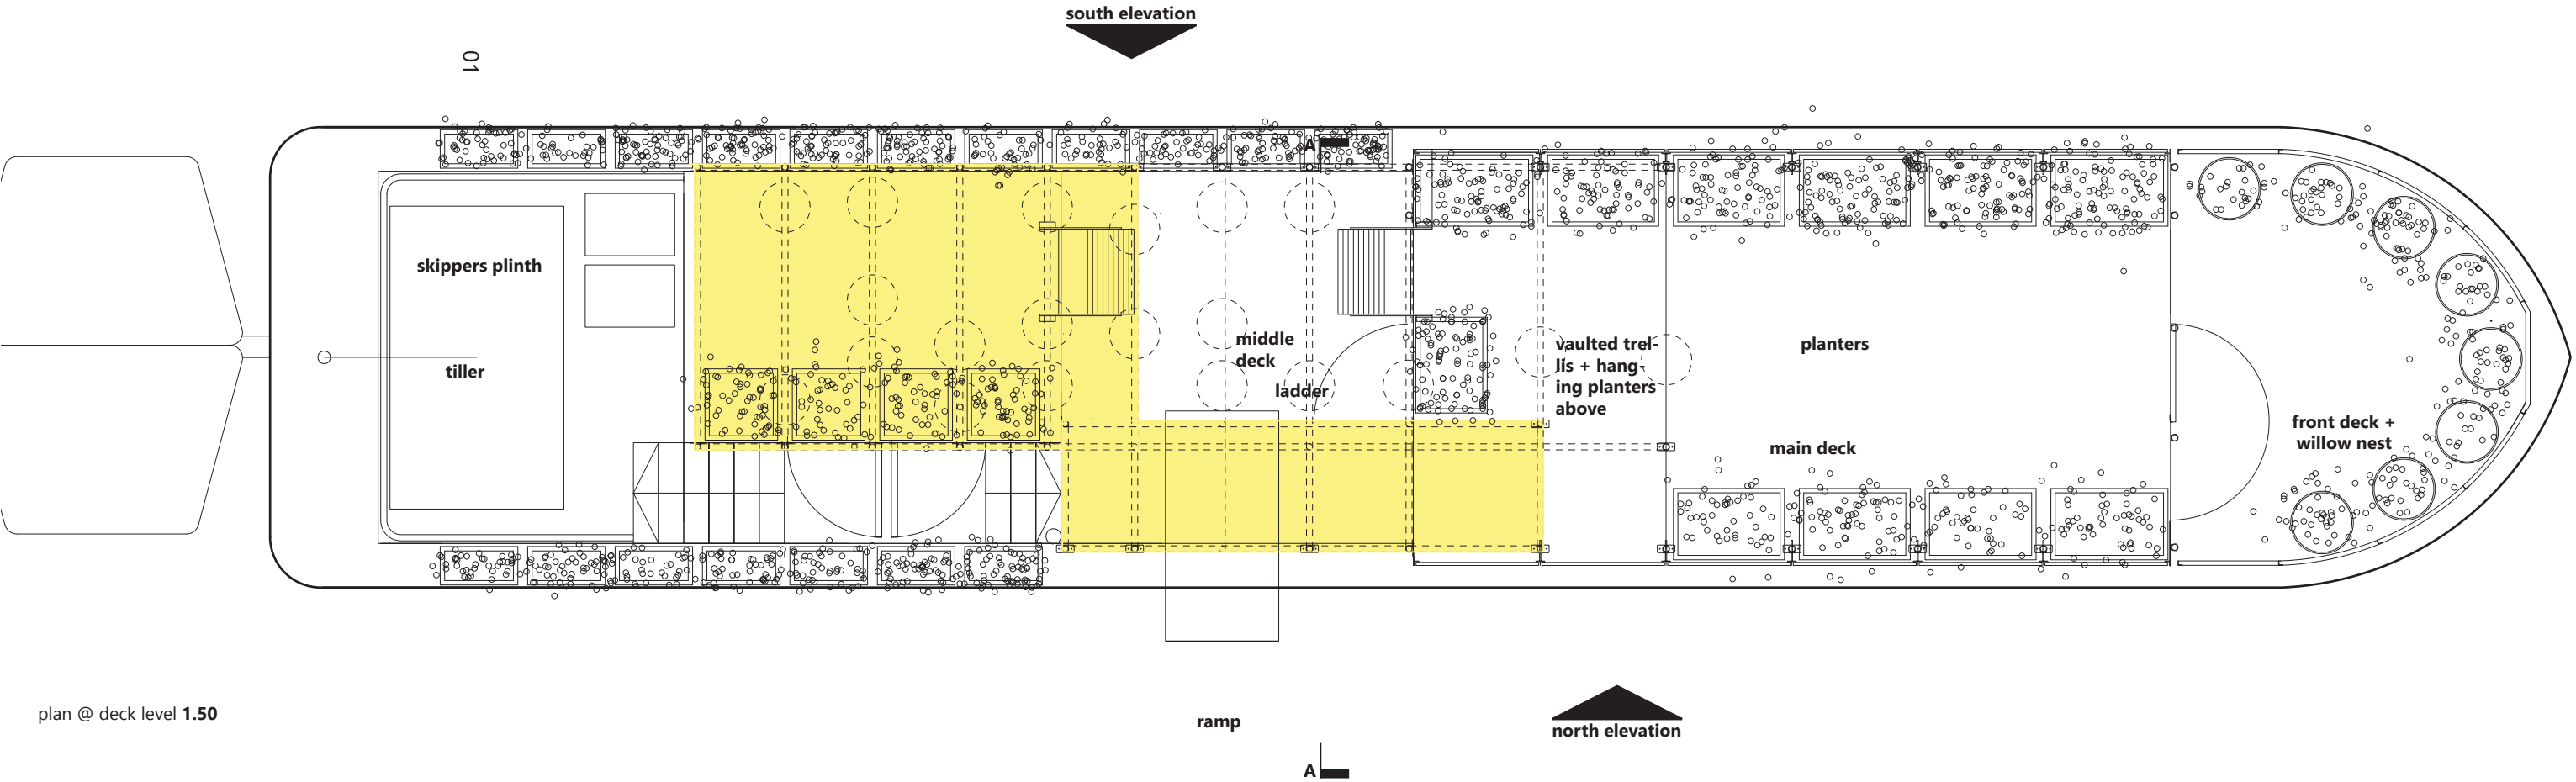 south elevation
01
A
skippers plinth
tiller
middle
deck
ladder
vaulted trel-
lis + hang-
ing planters
above
planters
main deck
front deck +
willow nest
plan @ deck level 1.50
ramp
north elevation
A